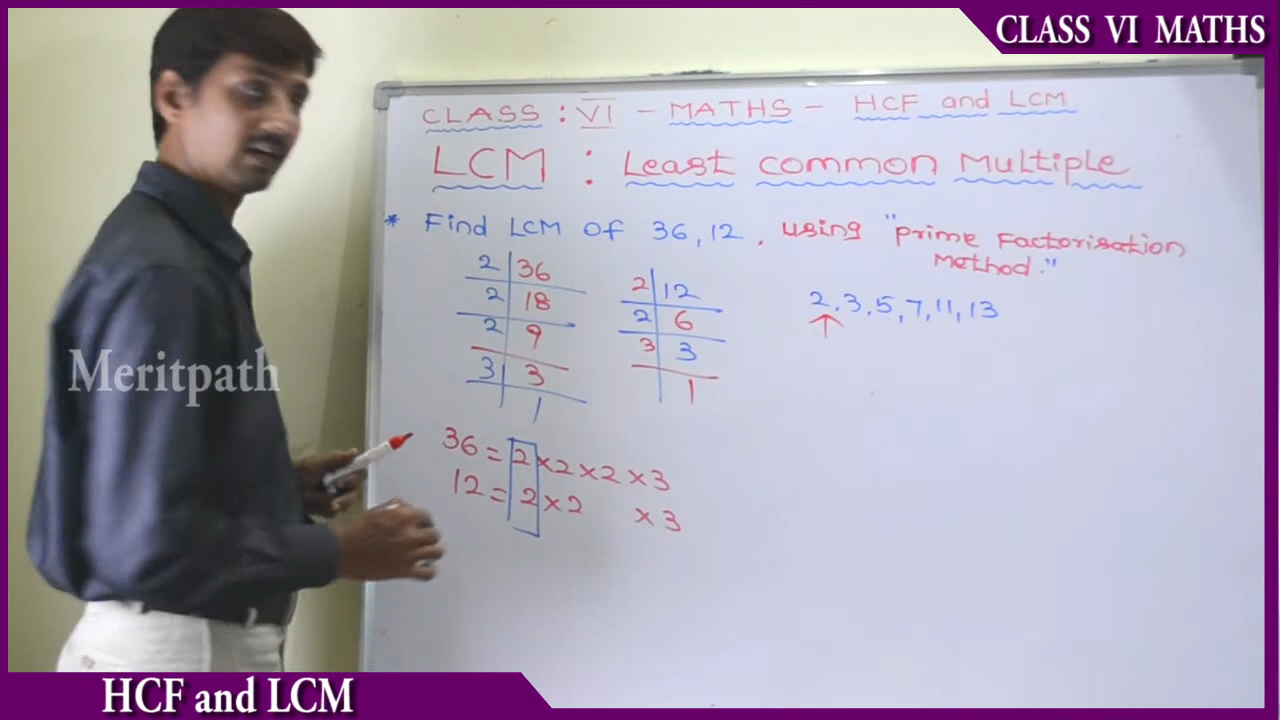 CLASS VI MATHS
CLASS : VI - MATHS - HCF and LCM
LCM : Least common Multiple
* Find LCM of 36, 12. using "prime Factorisation
Method."
2 36
2 18
2 9
3 3
1
2 12
2 6
3 3
1
2, 3, 5, 7, 11, 13
Meritpath
36 = 2 × 2 × 2 × 3
12 = 2 × 2 × 3
HCF and LCM